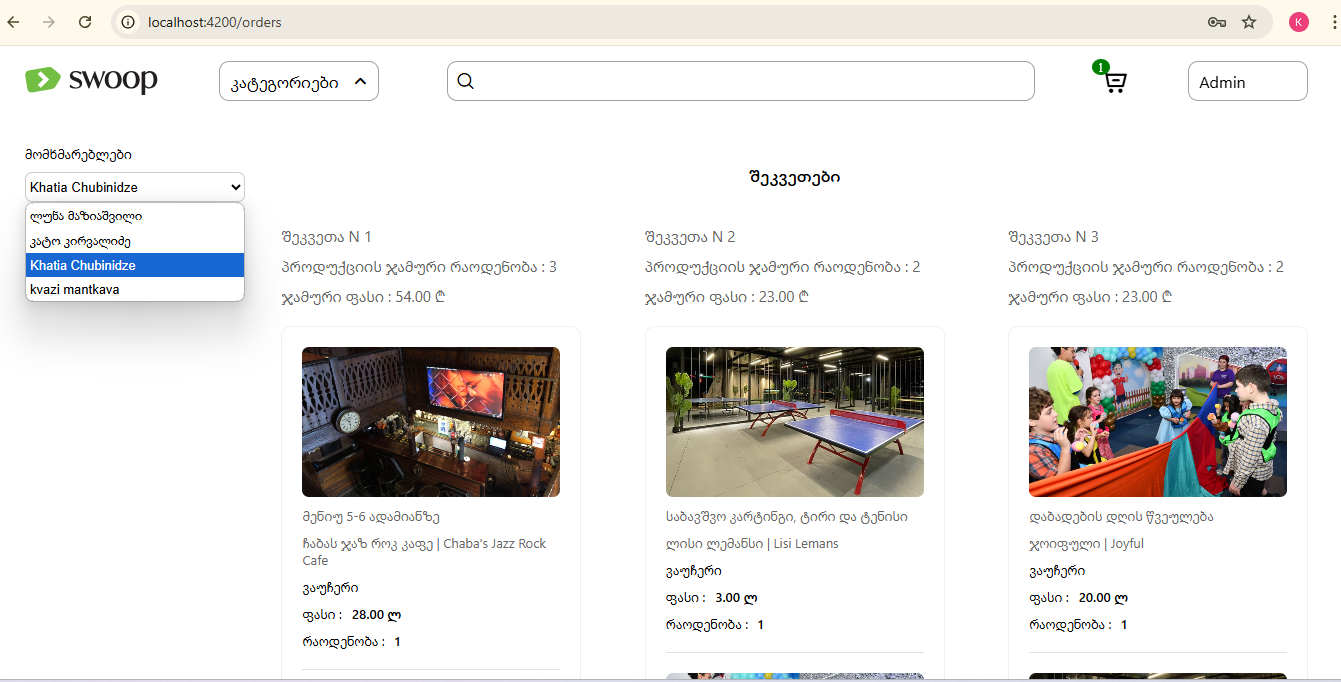 localhost:4200/orders
K
swoop
კატეგორიები
1
Admin
მომხმარებლები
Khatia Chubinidze
ლუნა მაზიაშვილი
კატო კირვალიძე
Khatia Chubinidze
kvazi mantkava
შეკვეთები
შეკვეთა N 1
პროდუქციის ჯამური რაოდენობა : 3
ჯამური ფასი : 54.00 ₾
შეკვეთა N 2
პროდუქციის ჯამური რაოდენობა : 2
ჯამური ფასი : 23.00 ₾
შეკვეთა N 3
პროდუქციის ჯამური რაოდენობა : 2
ჯამური ფასი : 23.00 ₾
მენიუ 5-6 ადამიანზე
ჩაბას ჯაზ როკ კაფე | Chaba's Jazz Rock
Cafe
ვაუჩერი
ფასი : 28.00 ლ
რაოდენობა : 1
საბავშვო კარტინგი, ტირი და ტენისი
ლისი ლემანსი | Lisi Lemans
ვაუჩერი
ფასი : 3.00 ლ
რაოდენობა : 1
დაბადების დღის წვეულება
ჯოიფული | Joyful
ვაუჩერი
ფასი : 20.00 ლ
რაოდენობა : 1